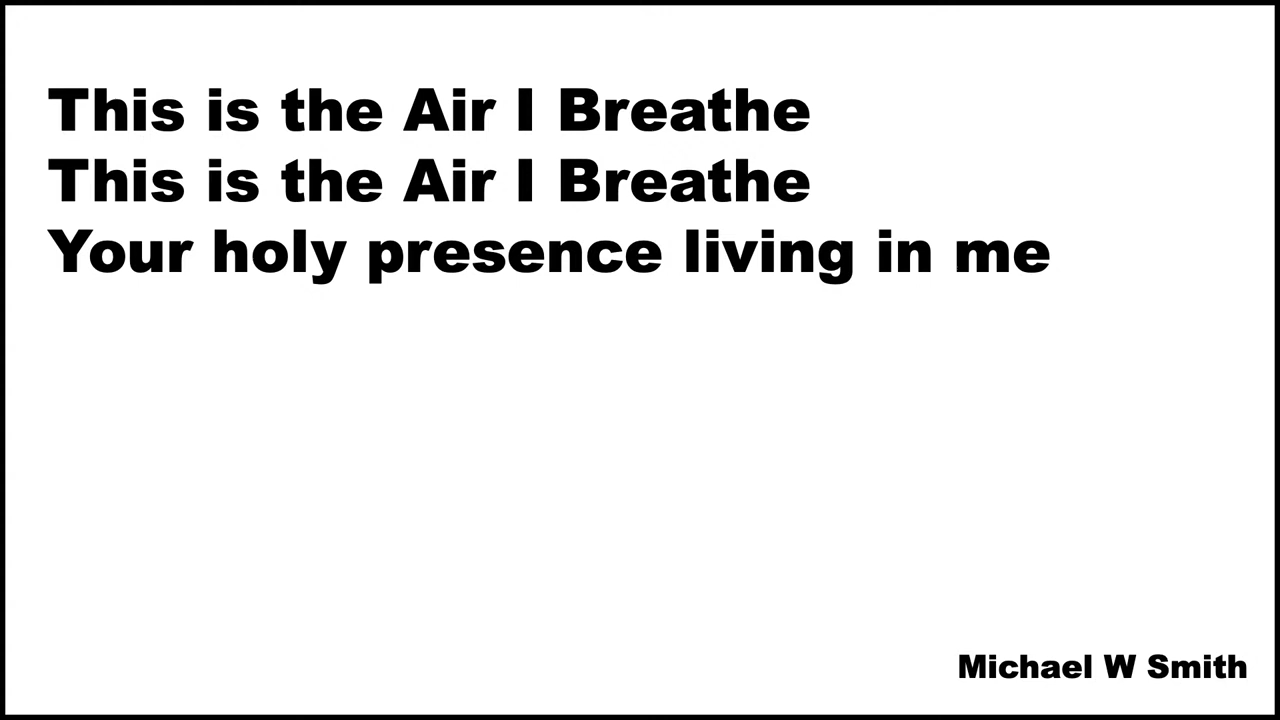 This is the Air I Breathe
This is the Air I Breathe
Your holy presence living in me
Michael W Smith